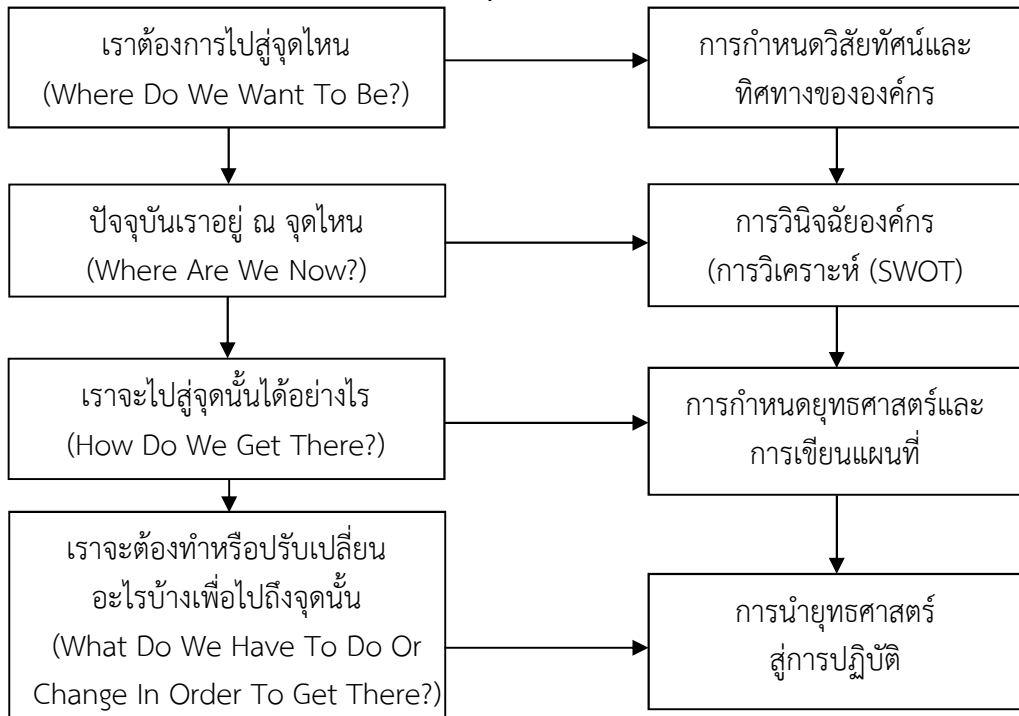 เราต้องการไปสู่จุดไหน
(Where Do We Want To Be?)
การกำหนดวิสัยทัศน์และ
ทิศทางขององค์กร
ปัจจุบันเราอยู่ ณ จุดไหน
(Where Are We Now?)
การวินิจฉัยองค์กร
(การวิเคราะห์ (SWOT)
เราจะไปสู่จุดนั้นได้อย่างไร
(How Do We Get There?)
การกำหนดยุทธศาสตร์และ
การเขียนแผนที่
เราจะต้องทำหรือปรับเปลี่ยน
อะไรบ้างเพื่อไปถึงจุดนั้น
(What Do We Have To Do Or
Change In Order To Get There?)
การนำยุทธศาสตร์
สู่การปฏิบัติ